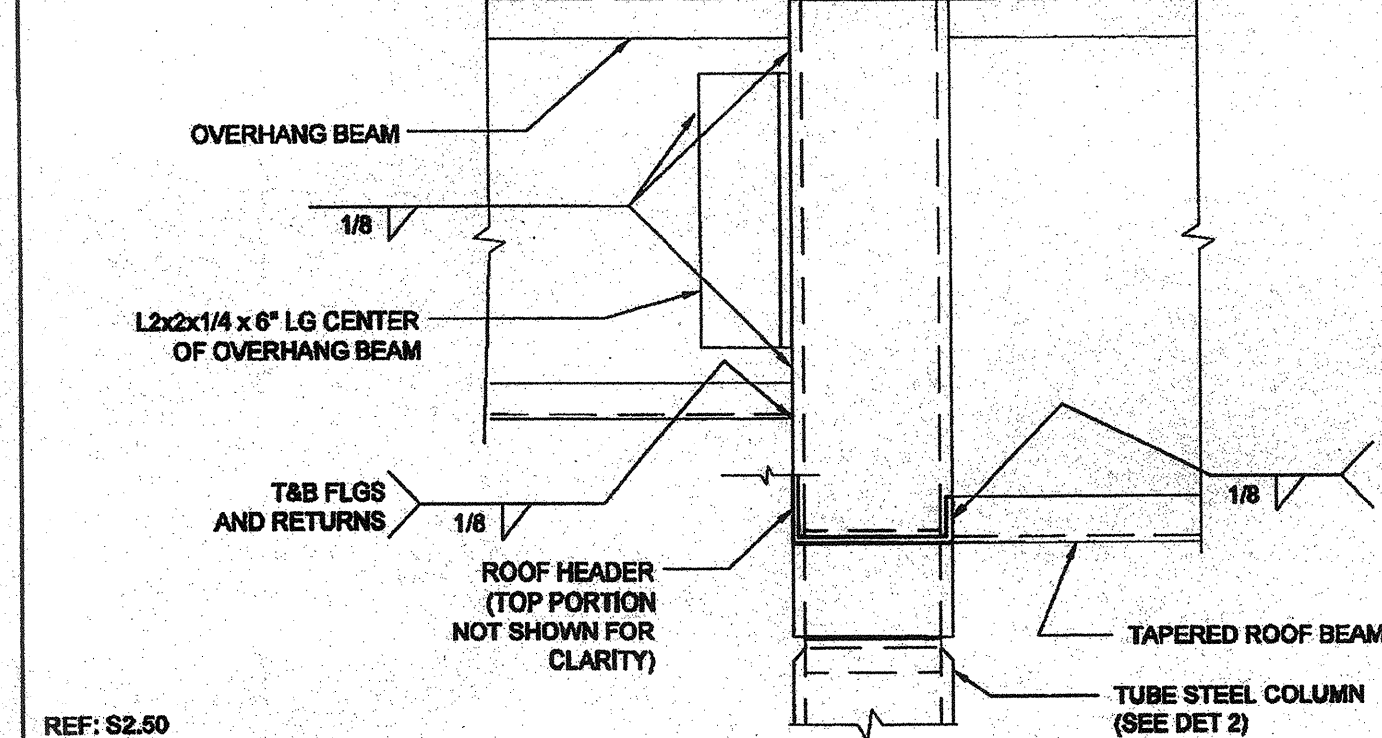 OVERHANG BEAM
1/8
L2x2x1/4 x 6" LG CENTER
OF OVERHANG BEAM
T&B FLGS
AND RETURNS
1/8
1/8
ROOF HEADER
(TOP PORTION
NOT SHOWN FOR
CLARITY)
TAPERED ROOF BEAM
TUBE STEEL COLUMN
(SEE DET 2)
REF: S2.50